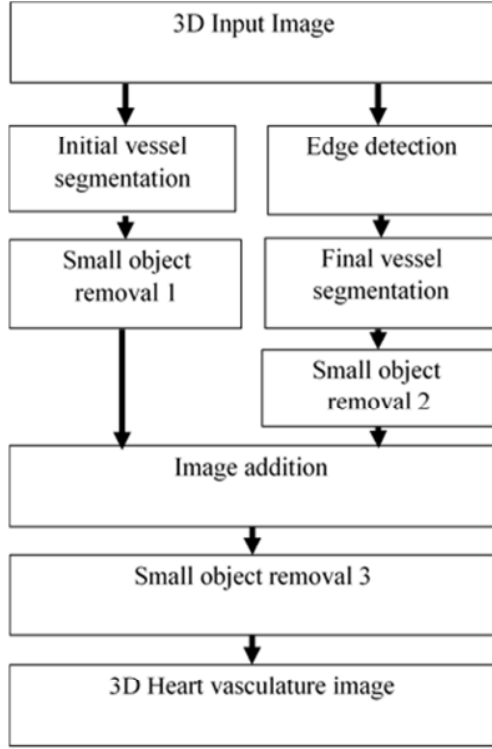 3D Input Image
Initial vessel
segmentation
Edge detection
Small object
removal 1
Final vessel
segmentation
Small object
removal 2
Image addition
Small object removal 3
3D Heart vasculature image